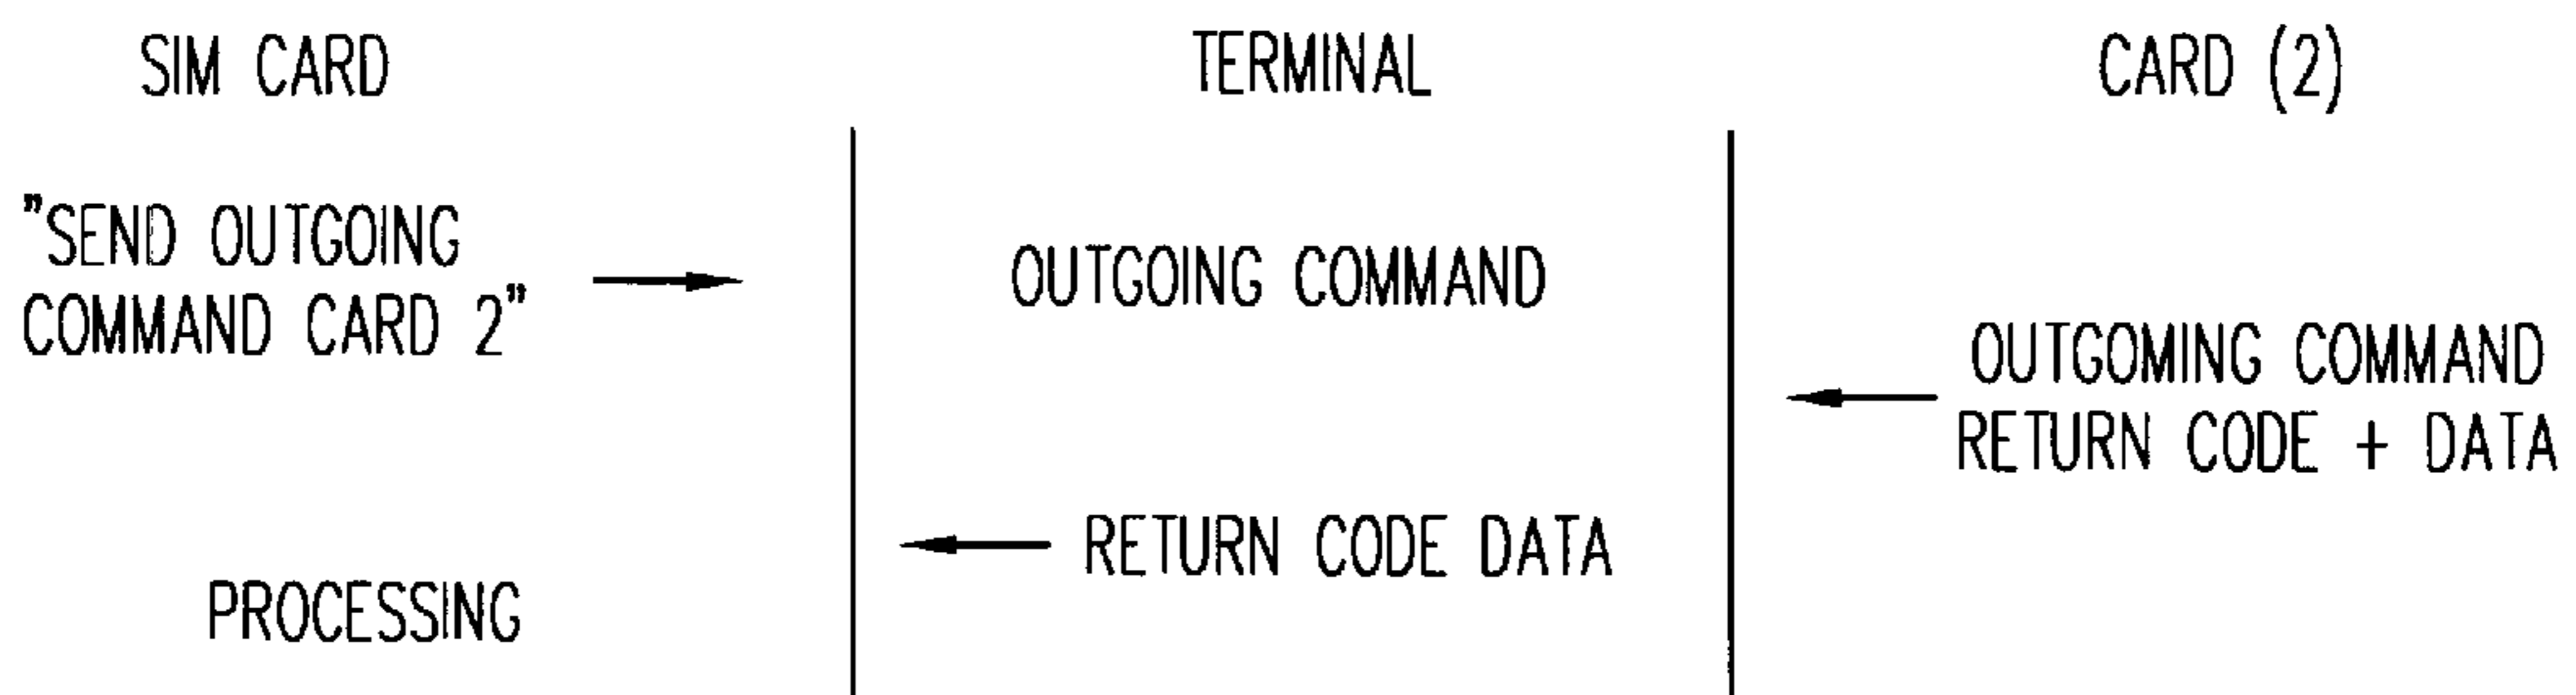 SIM CARD
TERMINAL
CARD (2)
"SEND OUTGOING
COMMAND CARD 2"
OUTGOING COMMAND
OUTGOMING COMMAND
RETURN CODE + DATA
RETURN CODE DATA
PROCESSING